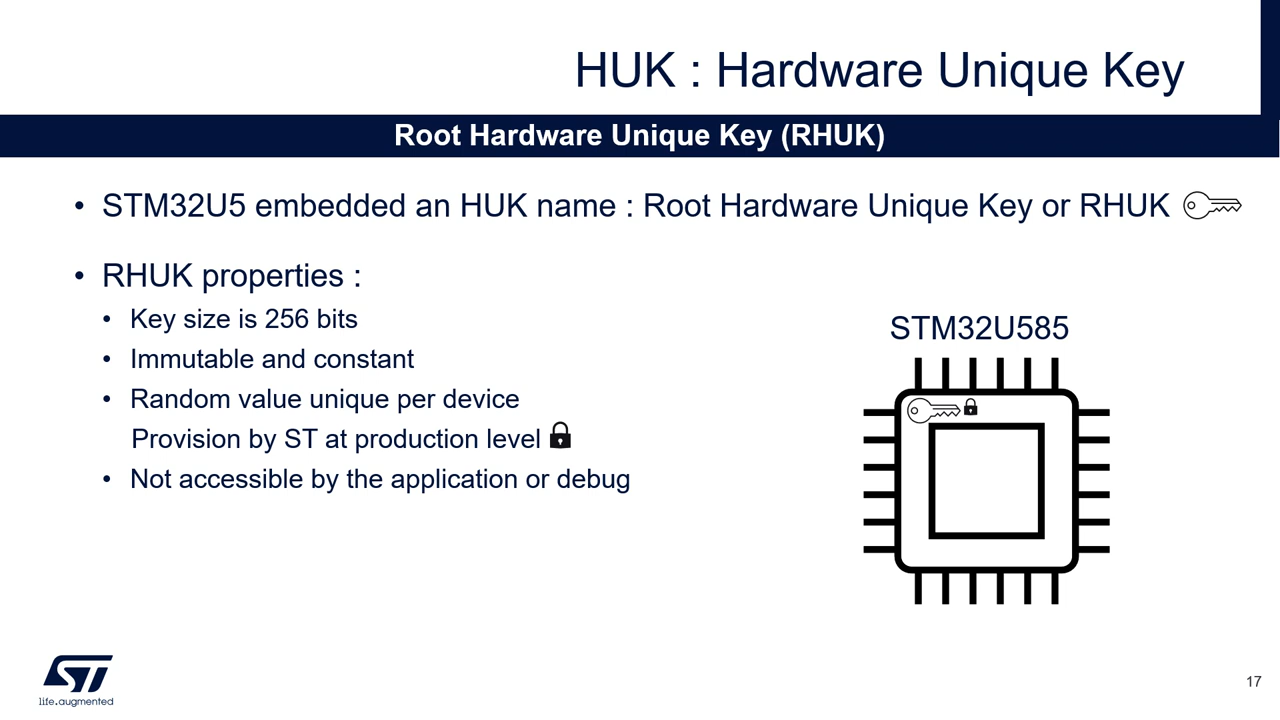 HUK : Hardware Unique Key
Root Hardware Unique Key (RHUK)
• STM32U5 embedded an HUK name : Root Hardware Unique Key or RHUK
• RHUK properties :
• Key size is 256 bits
• Immutable and constant
• Random value unique per device
Provision by ST at production level
• Not accessible by the application or debug
STM32U585
ST
life.augmented
17